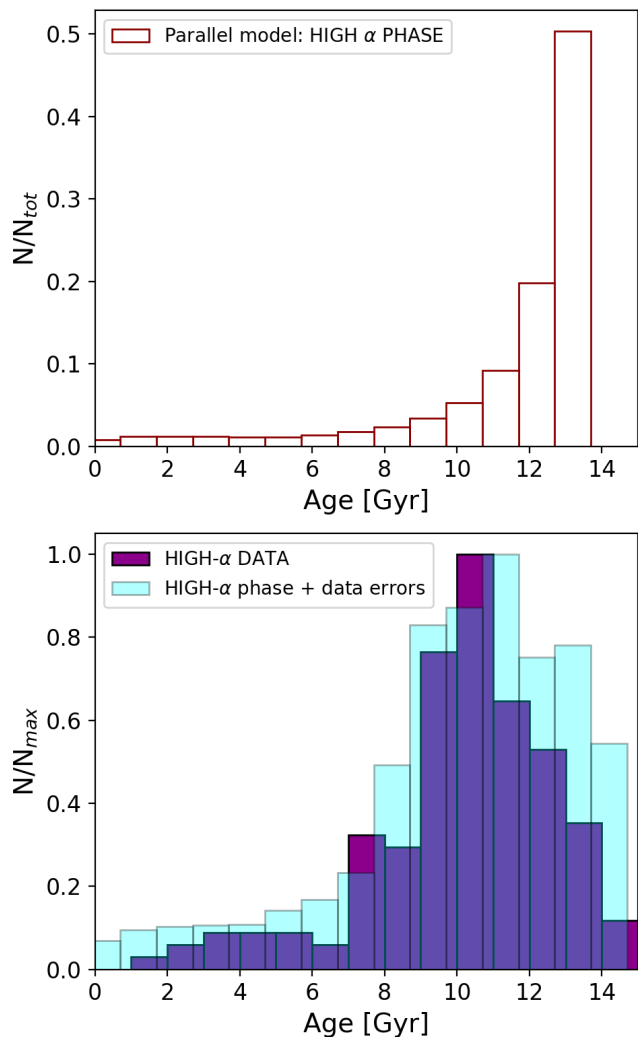 0.5
Parallel model: HIGH α PHASE
0.4
0.3
N/N_tot
0.2
0.1
0.0
0 2 4 6 8 10 12 14
Age [Gyr]
1.0
HIGH-α DATA
HIGH-α phase + data errors
0.8
0.6
N/N_max
0.4
0.2
0.0
0 2 4 6 8 10 12 14
Age [Gyr]